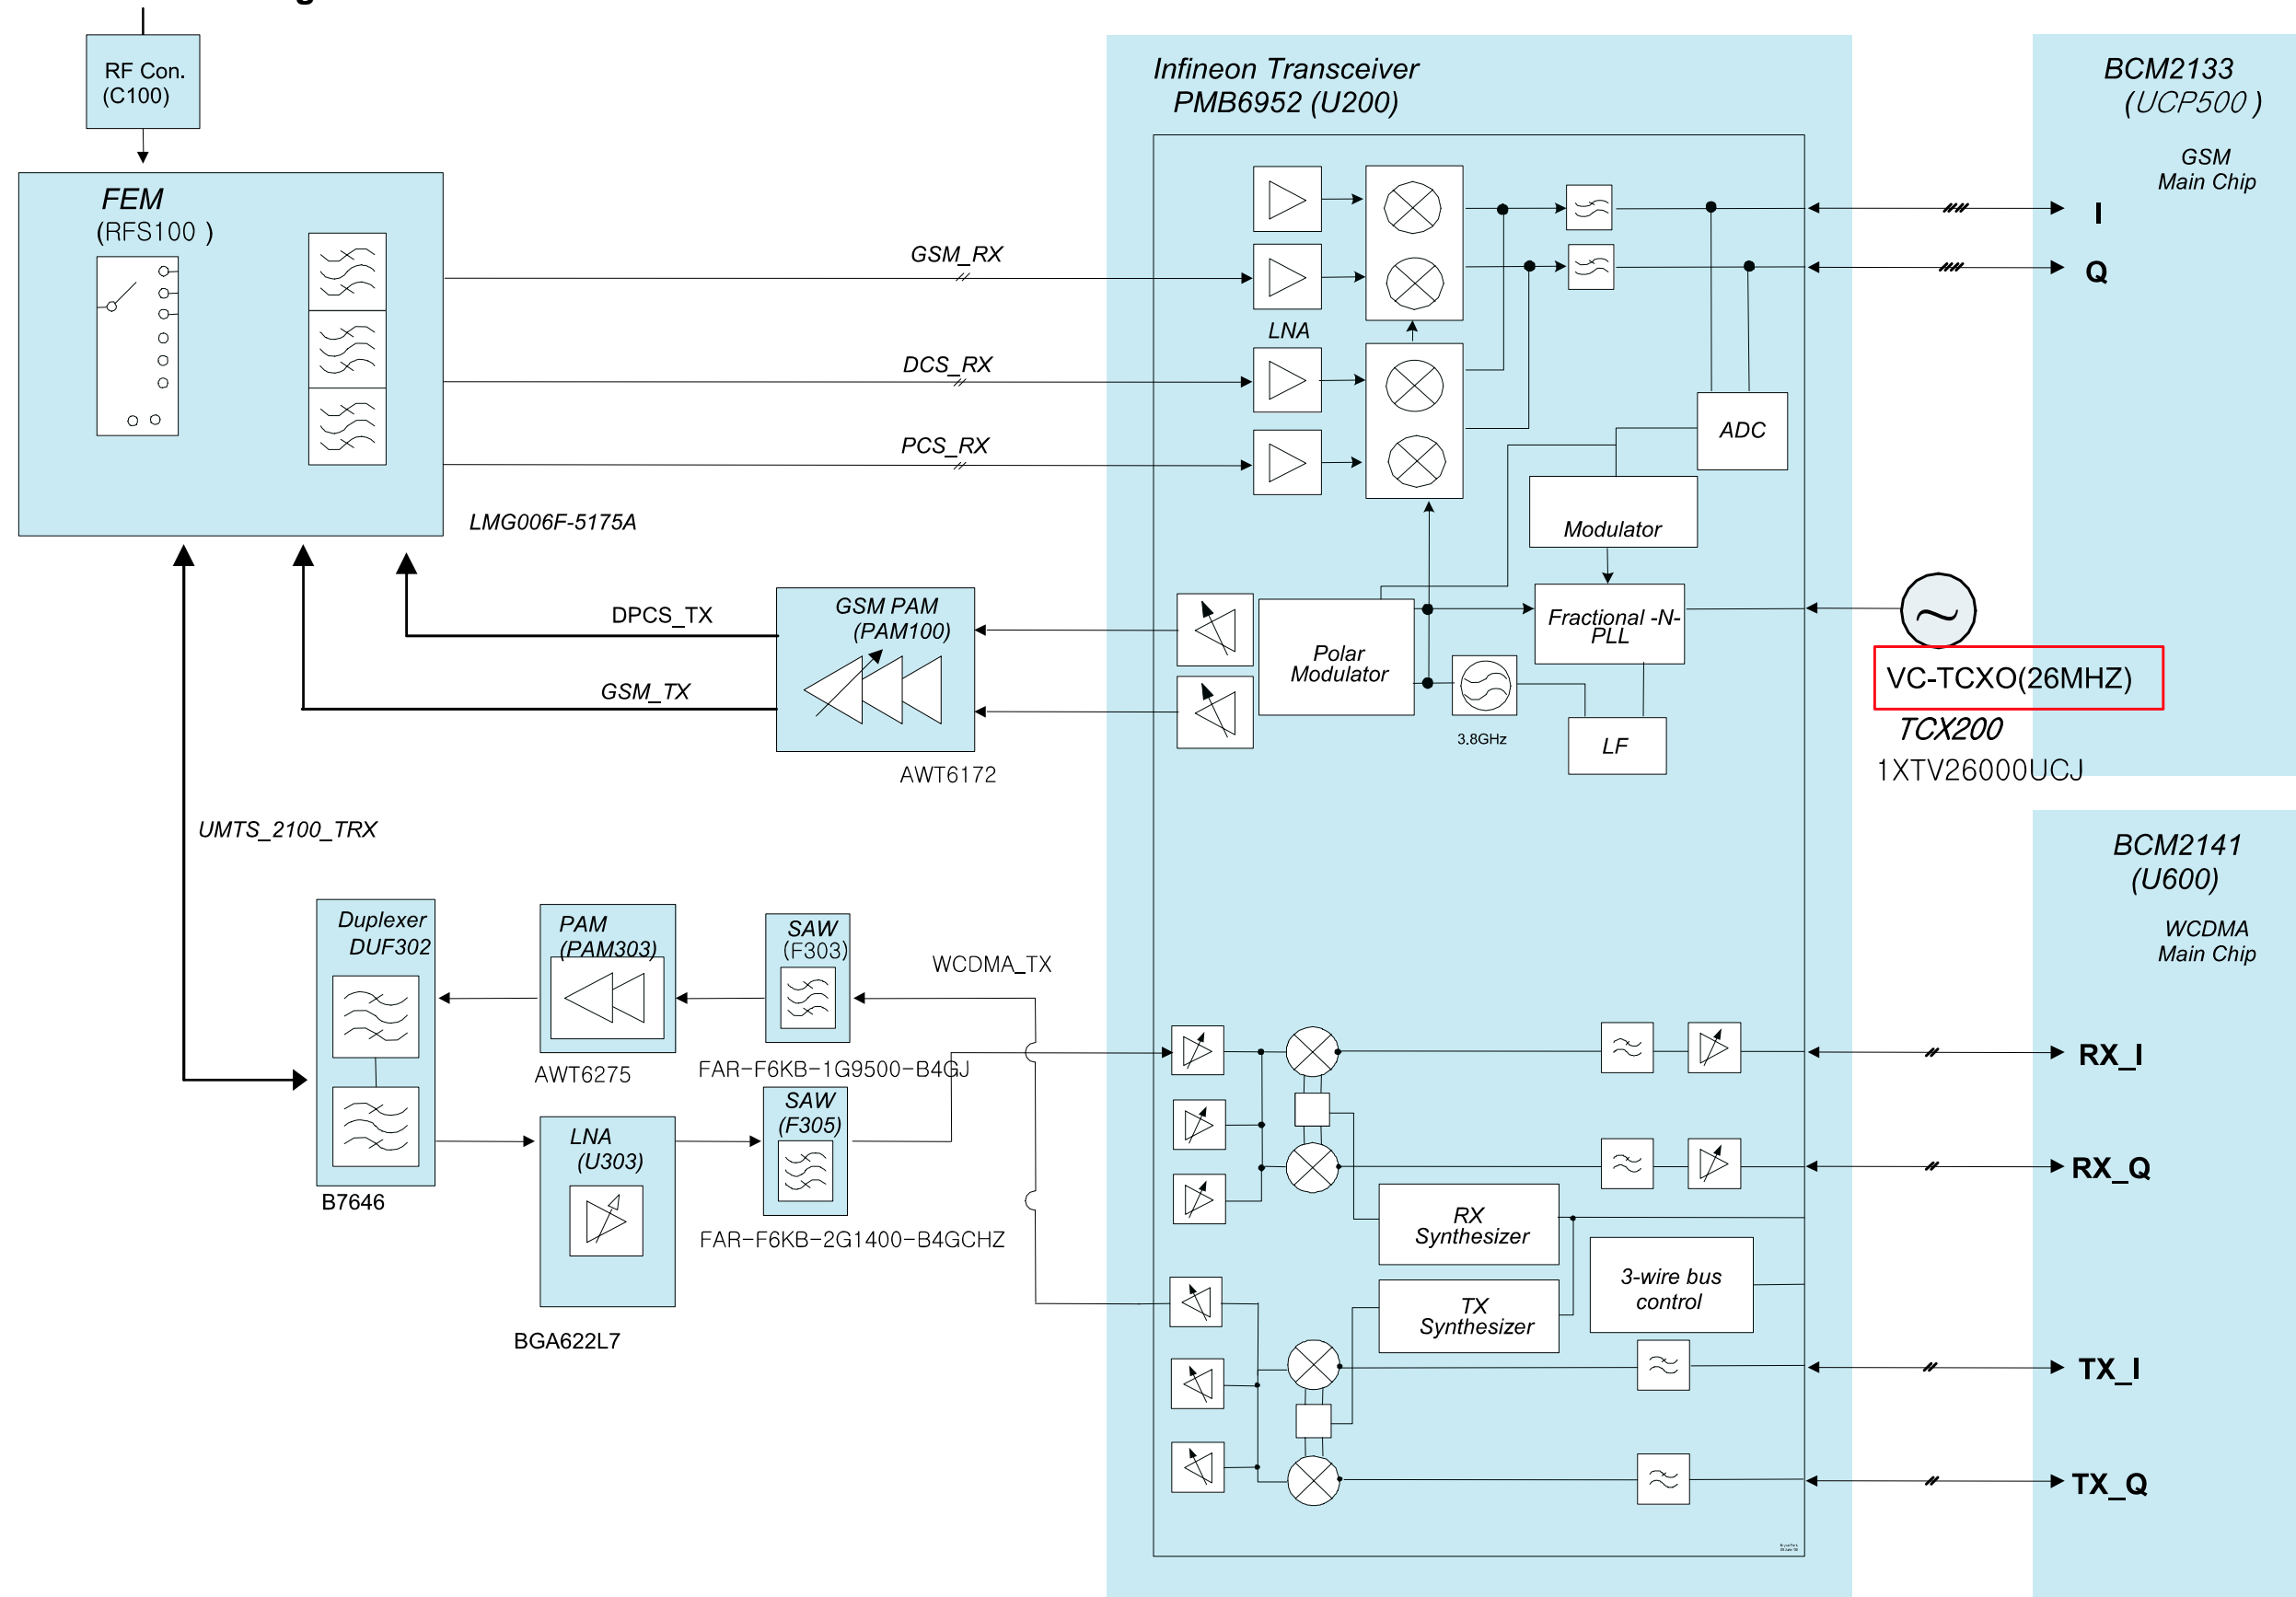 RF Con.
(C100)
FEM
(RFS100 )
LMG006F-5175A
GSM_RX
DCS_RX
PCS_RX
DPCS_TX
GSM_TX
GSM PAM
(PAM100)
AWT6172
UMTS_2100_TRX
Duplexer
DUF302
B7646
PAM
(PAM303)
AWT6275
SAW
(F303)
FAR-F6KB-1G9500-B4GJ
WCDMA_TX
LNA
(U303)
BGA622L7
SAW
(F305)
FAR-F6KB-2G1400-B4GCHZ
Infineon Transceiver
PMB6952 (U200)
LNA
ADC
Modulator
Fractional -N-
PLL
Polar
Modulator
3.8GHz
LF
RX
Synthesizer
TX
Synthesizer
3-wire bus
control
BCM2133
(UCP500 )
GSM
Main Chip
I
Q
VC-TCXO(26MHZ)
TCX200
1XTV26000UCJ
BCM2141
(U600)
WCDMA
Main Chip
RX_I
RX_Q
TX_I
TX_Q